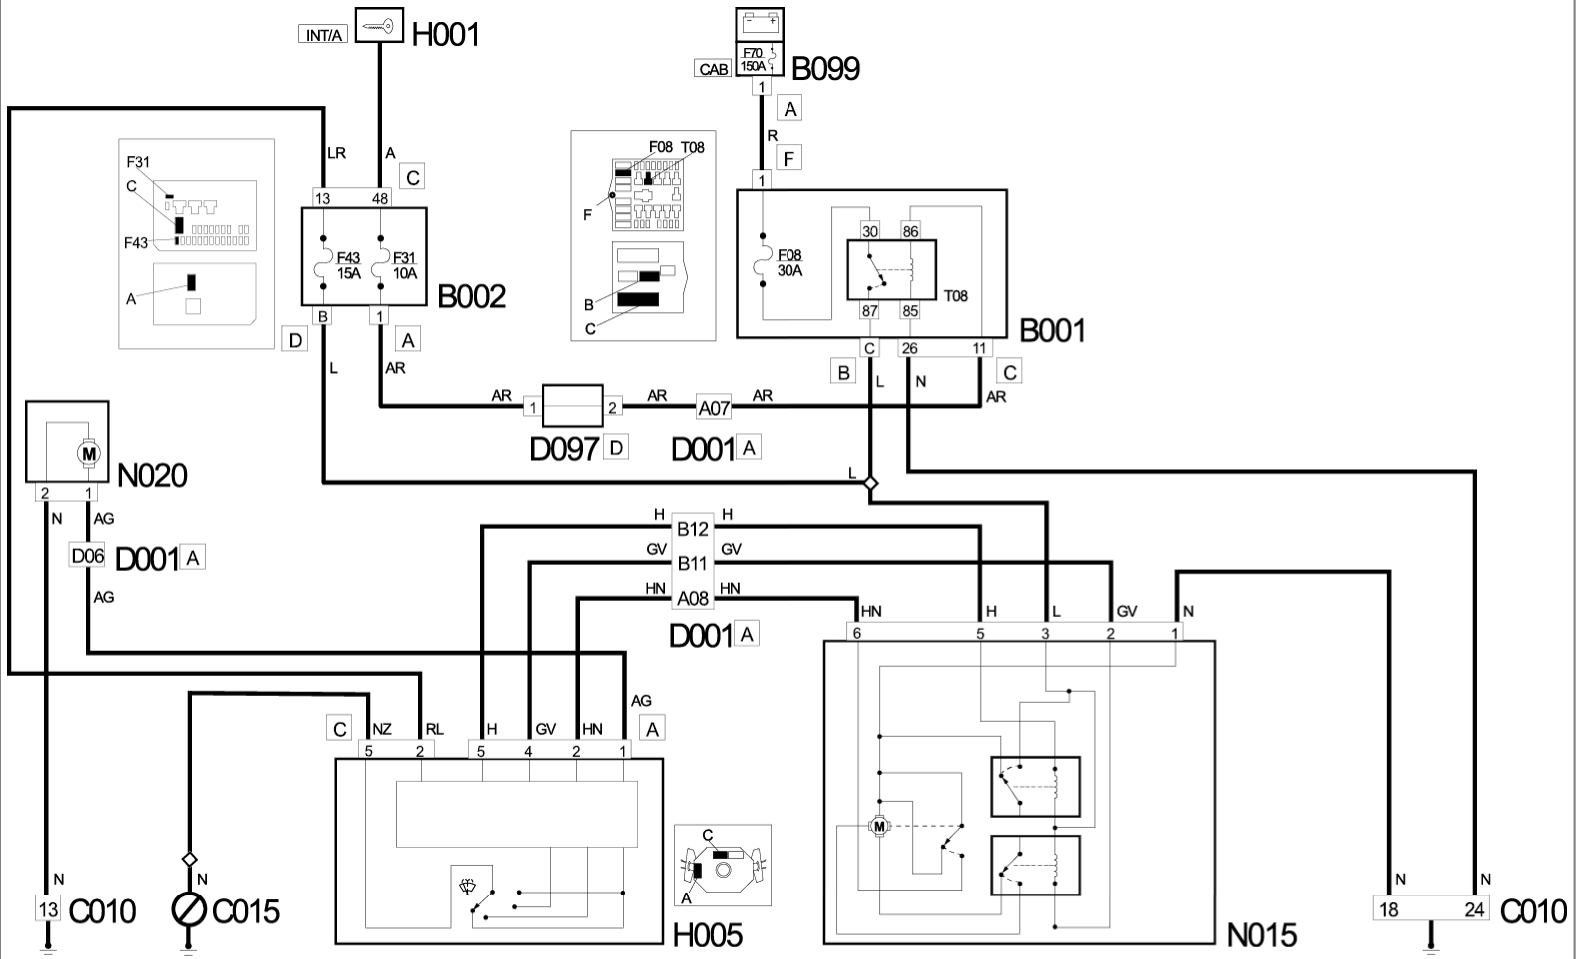 INT/A
H001
CAB
F70
150A
B099
1
A
R
F
1
LR
A
C
13
48
F31
C
F43
A
F43
15A
F31
10A
B002
B
1
D
A
L
AR
F08
T08
F
B
C
F08
30A
30
86
87
85
T08
B001
C
26
11
B
L
N
C
AR
AR
1
2
AR
A07
AR
D097
D
D001
A
M
N020
2
1
N
AG
D06
D001
A
AG
L
H
B12
H
GV
B11
GV
HN
A08
HN
D001
A
HN
H
L
GV
N
6
5
3
2
1
AG
C
NZ
RL
H
GV
HN
A
5
2
5
4
2
1
M
C
A
H005
N015
N
13
C010
N
C015
N
N
18
24
C010